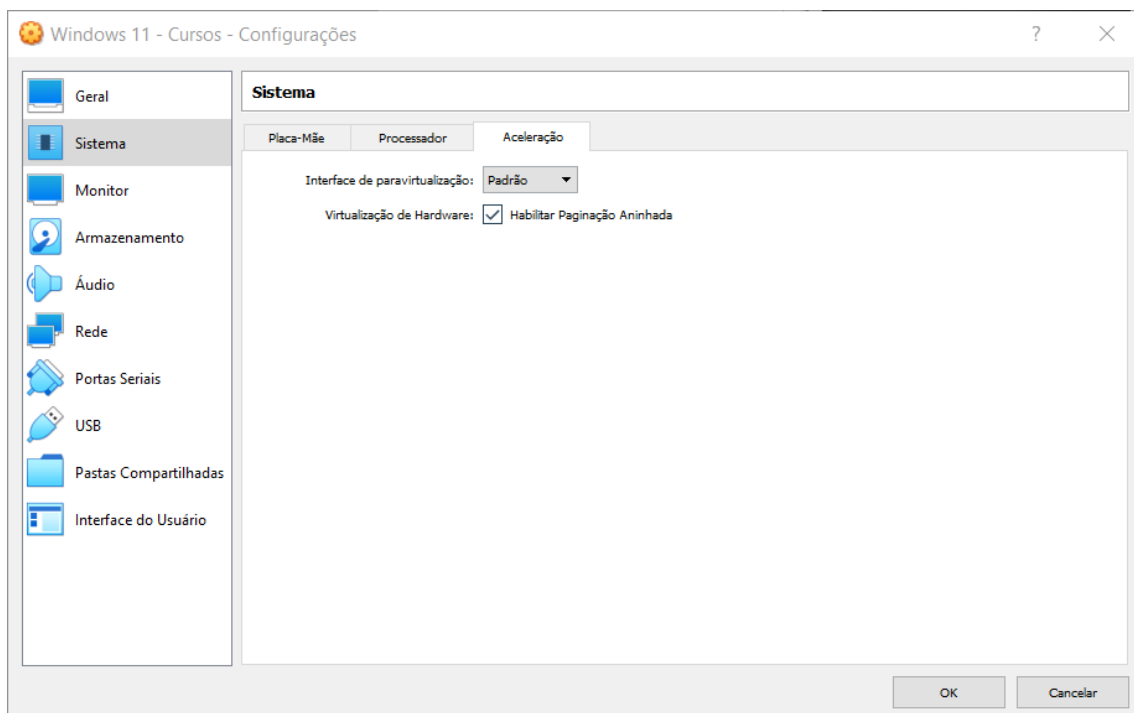 Windows 11 - Cursos - Configurações
?
Geral
Sistema
Monitor
Armazenamento
Áudio
Rede
Portas Seriais
USB
Pastas Compartilhadas
Interface do Usuário
Sistema
Placa-Mãe Processador Aceleração
Interface de paravirtualização: Padrão
Virtualização de Hardware: Habilitar Paginação Aninhada
OK Cancelar